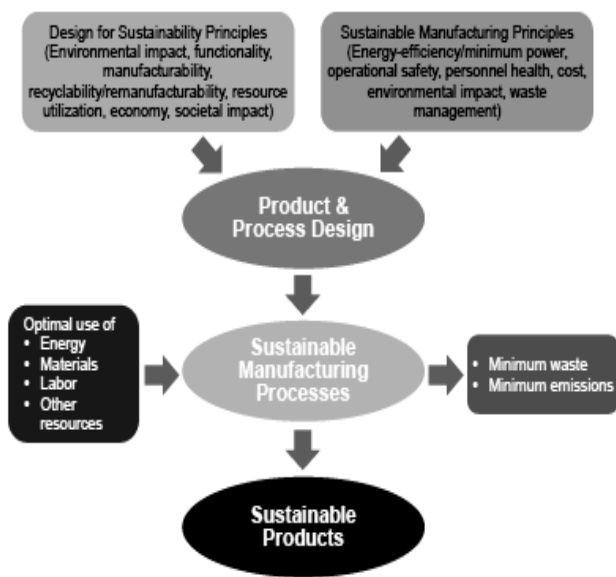 Design for Sustainability Principles
(Environmental impact, functionality,
manufacturability,
recyclability/remanufacturability, resource
utilization, economy, societal impact)
Sustainable Manufacturing Principles
(Energy-efficiency/minimum power,
operational safety, personnel health, cost,
environmental impact, waste
management)
Product &
Process Design
Optimal use of
• Energy
• Materials
• Labor
• Other
resources
Sustainable
Manufacturing
Processes
• Minimum waste
• Minimum emissions
Sustainable
Products